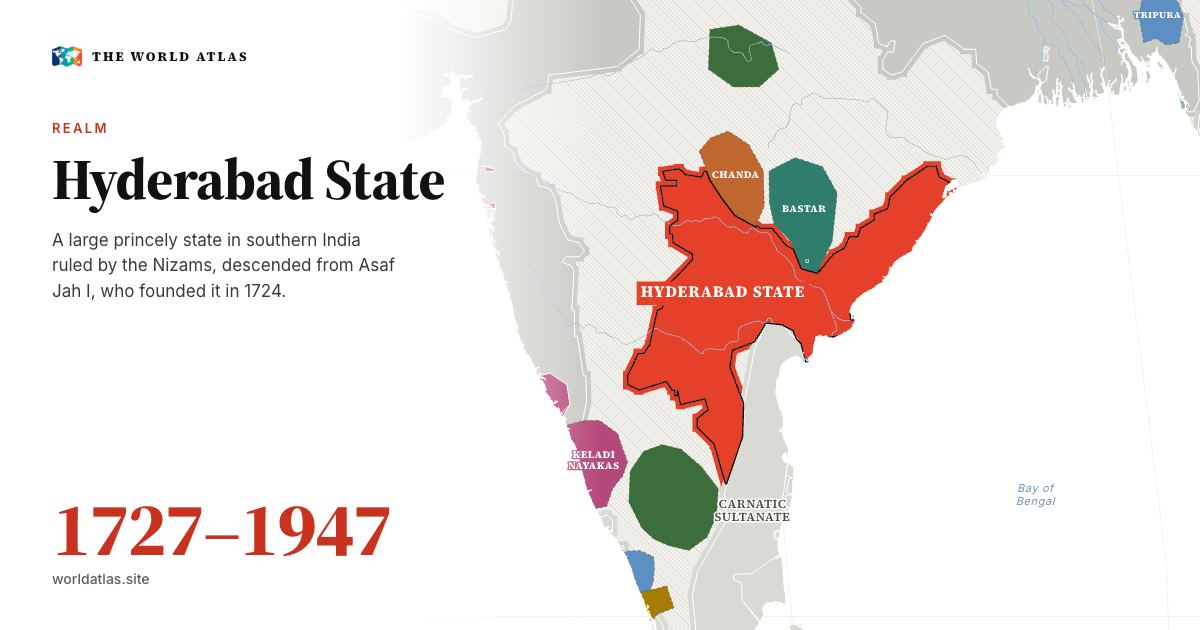 THE WORLD ATLAS
REALM
Hyderabad State
A large princely state in southern India
ruled by the Nizams, descended from Asaf
Jah I, who founded it in 1724.
1727–1947
worldatlas.site
TRIPURA
CHANDA
BASTAR
HYDERABAD STATE
KELADI
NAYAKAS
CARNATIC
SULTANATE
Bay of
Bengal